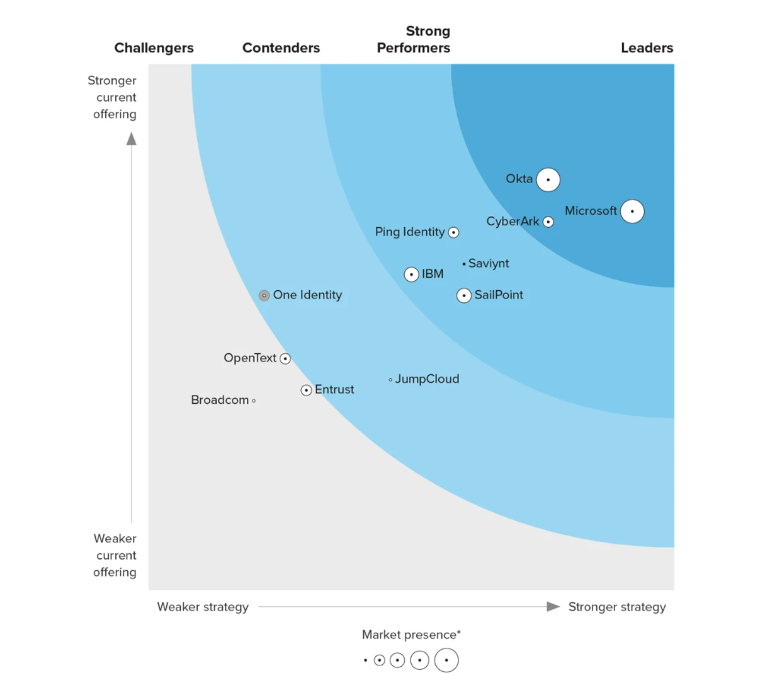 Challengers
Contenders
Strong
Performers
Leaders
Stronger
current
offering
Okta
Microsoft
CyberArk
Ping Identity
Saviynt
IBM
One Identity
SailPoint
OpenText
JumpCloud
Entrust
Broadcom
Weaker
current
offering
Weaker strategy
Stronger strategy
Market presence*